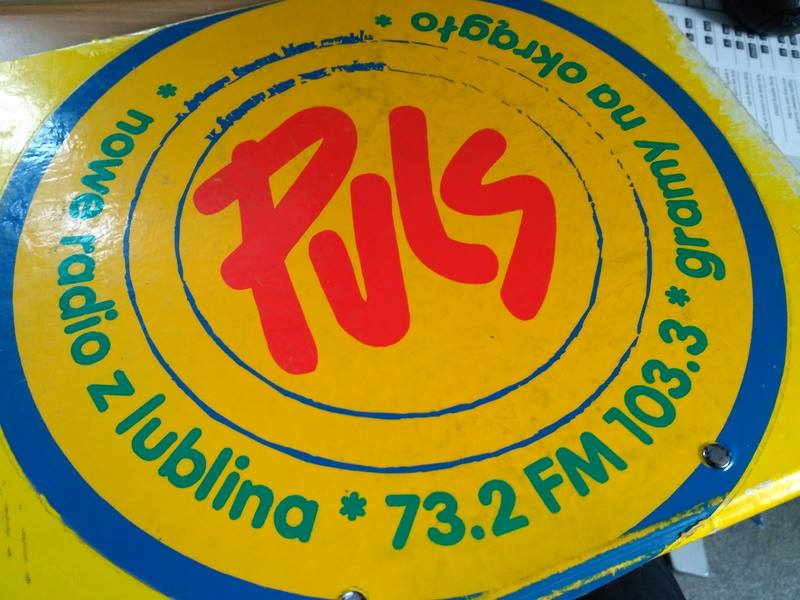 Puls
* nowe radio z lublina * 73.2 FM 103.3 * gramy na okrągło